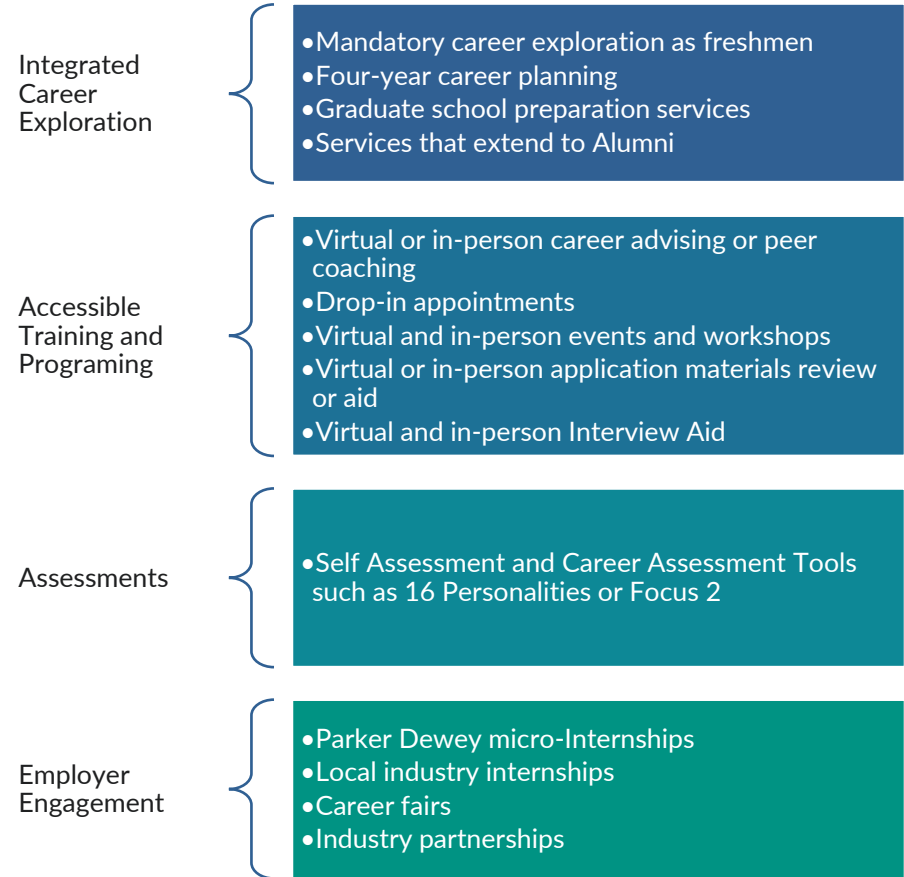 Integrated
Career
Exploration
•Mandatory career exploration as freshmen
•Four-year career planning
•Graduate school preparation services
•Services that extend to Alumni
Accessible
Training and
Programing
•Virtual or in-person career advising or peer
coaching
•Drop-in appointments
•Virtual and in-person events and workshops
•Virtual or in-person application materials review
or aid
•Virtual and in-person Interview Aid
Assessments
•Self Assessment and Career Assessment Tools
such as 16 Personalities or Focus 2
Employer
Engagement
•Parker Dewey micro-Internships
•Local industry internships
•Career fairs
•Industry partnerships